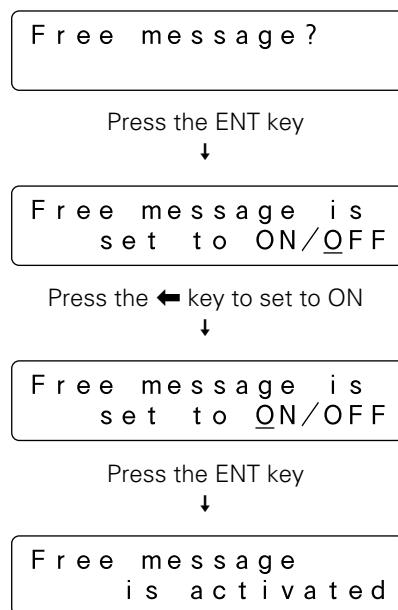 Free message?
Press the ENT key
↓
Free message is
set to ON/OFF
Press the ← key to set to ON
↓
Free message is
set to ON/OFF
Press the ENT key
↓
Free message
is activated